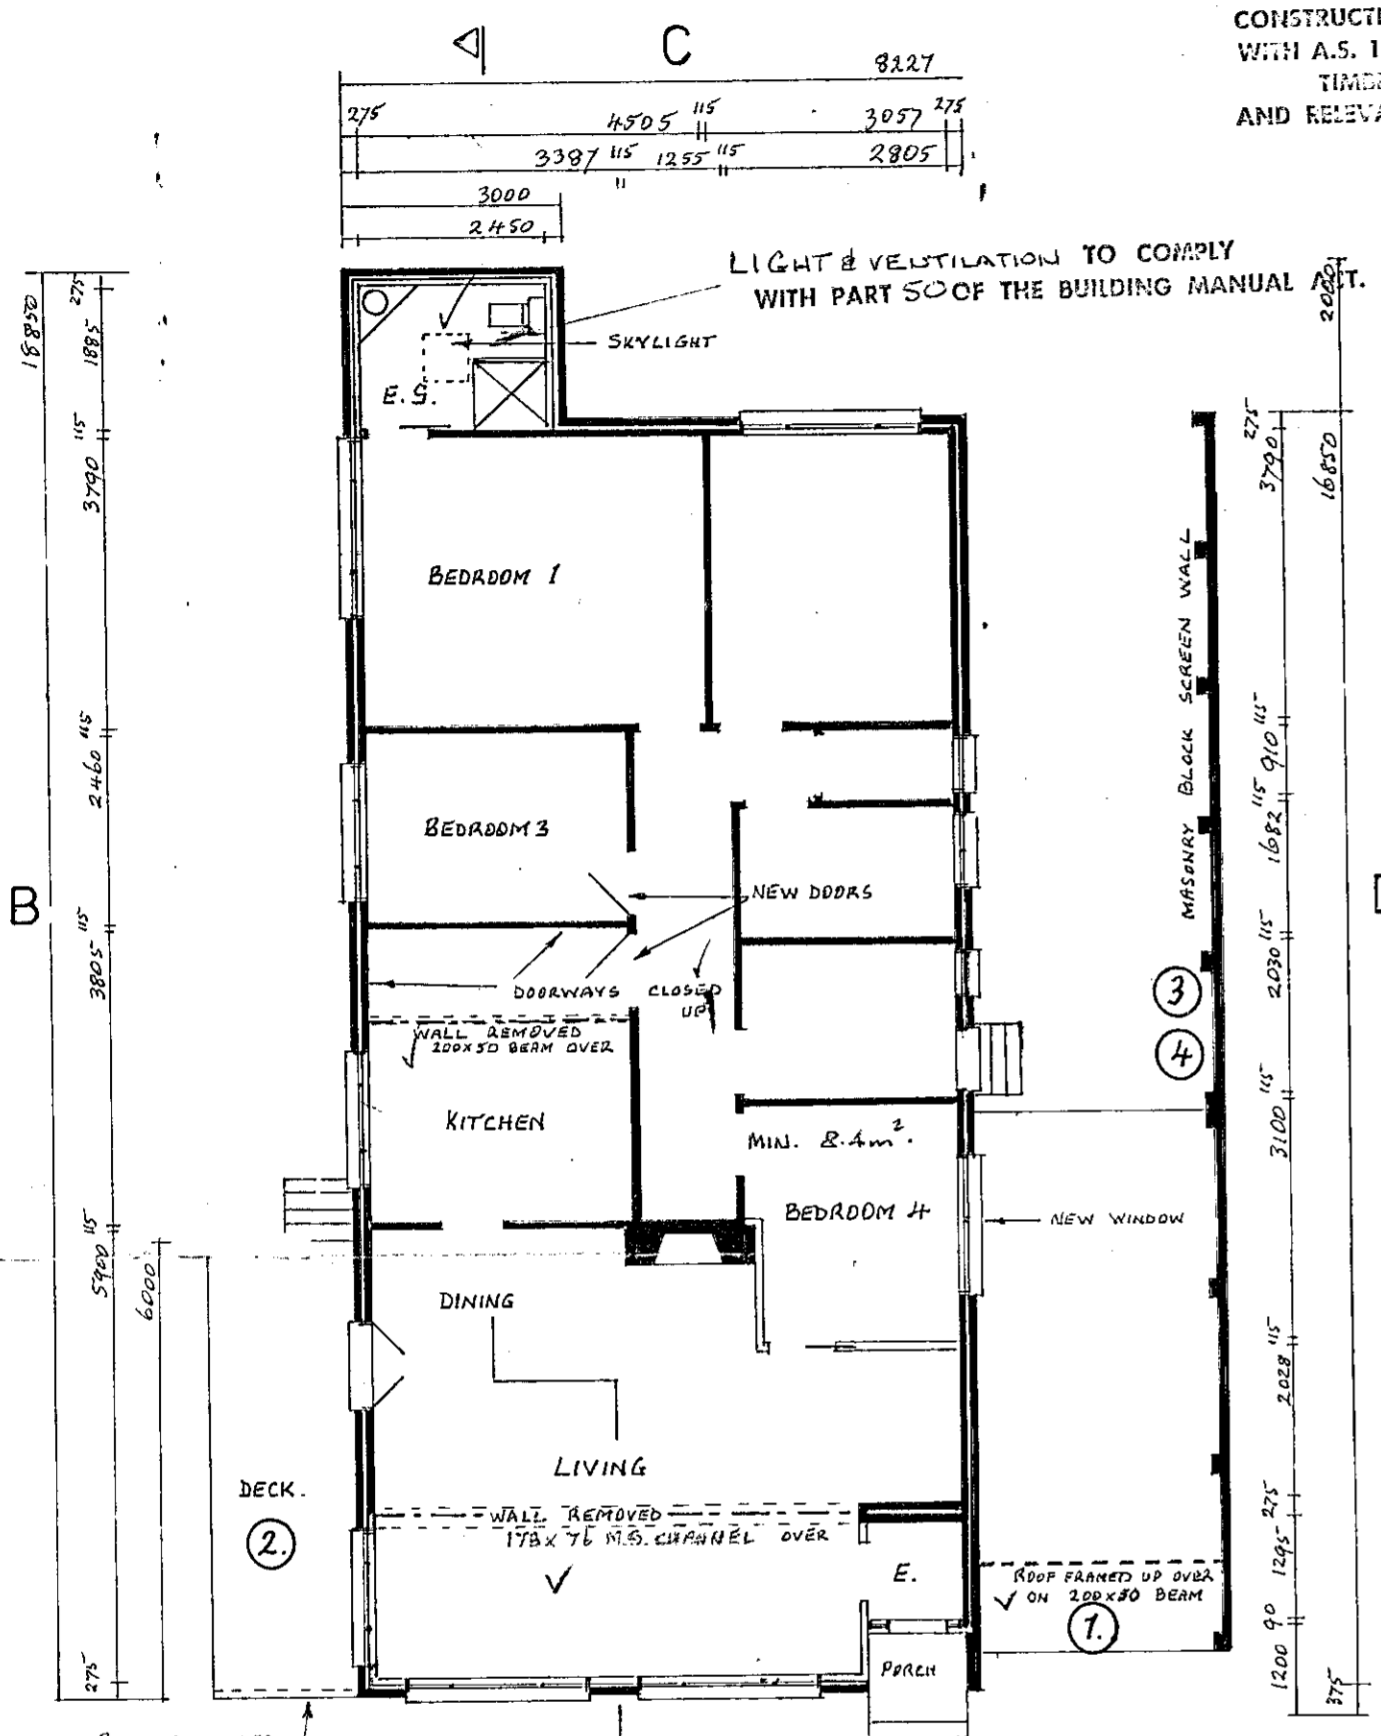 CONSTRUCTI
WITH A.S. 1
TIMBE
AND RELEVA
C
8227
275 4505 115 3057 275
3387 115 1255 115 2805
3000
2450
LIGHT & VENTILATION TO COMPLY
WITH PART 50 OF THE BUILDING MANUAL
SKYLIGHT
E.S.
18850
275
1885
115
3790
115
2460
115
3805
115
5900
6000
275
B
2000
275
3790
16850
115
910
115
1682
115
2030
115
3100
115
2028
275
1295
90
1200
375
MASONRY BLOCK SCREEN WALL
BEDROOM 1
BEDROOM 3
NEW DOORS
DOORWAYS CLOSED
UP
3
4
WALL REMOVED
200x50 BEAM OVER
KITCHEN
MIN. 8.4m².
BEDROOM 4
NEW WINDOW
DINING
LIVING
DECK.
2.
WALL REMOVED
178x76 M.S. CHANNEL OVER
E.
ROOF FRAMED UP OVER
ON 200x50 BEAM
1.
PORCH